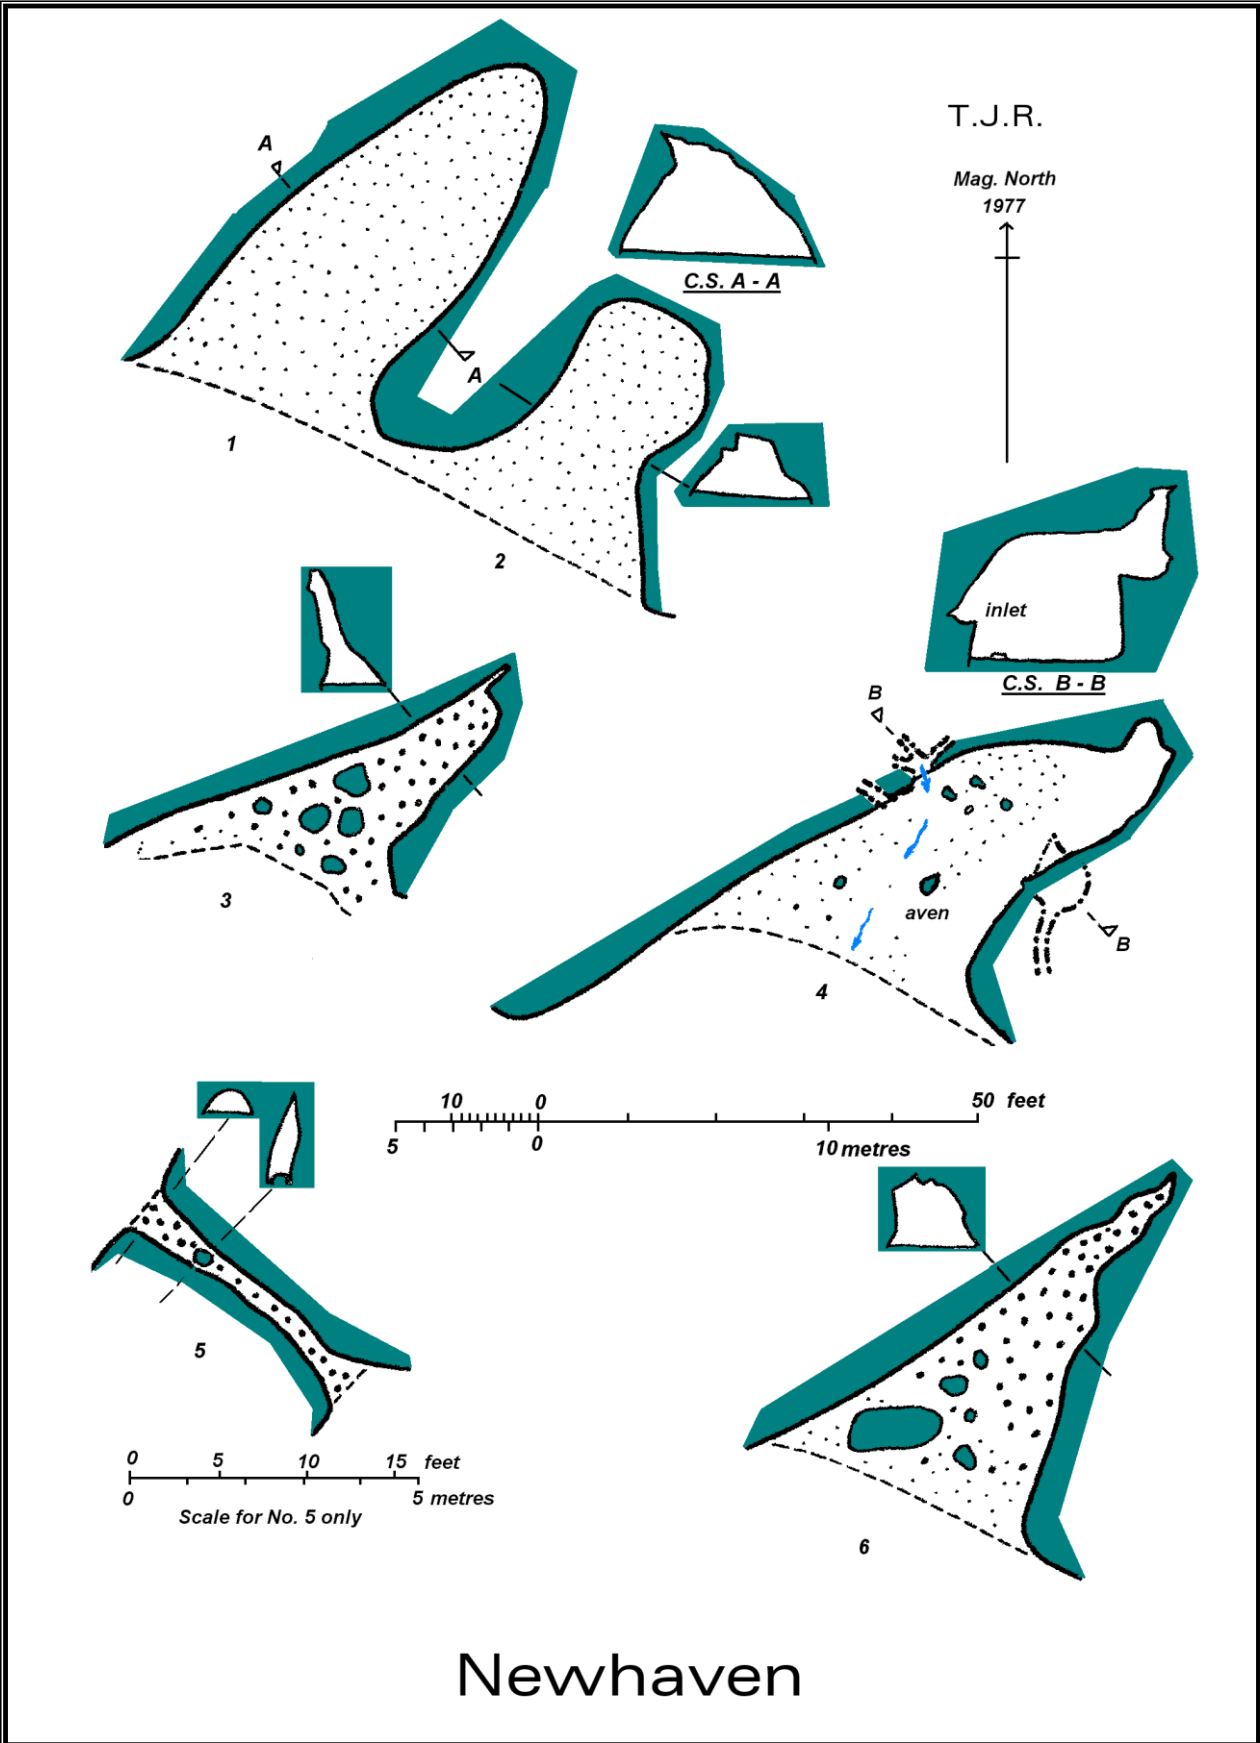 T.J.R.
Mag. North
1977
A
C.S. A - A
A
1
2
inlet
C.S. B - B
B
3
aven
B
4
10 0 50 feet
5 0 10 metres
5
0 5 10 15 feet
0 5 metres
Scale for No. 5 only
6
Newhaven